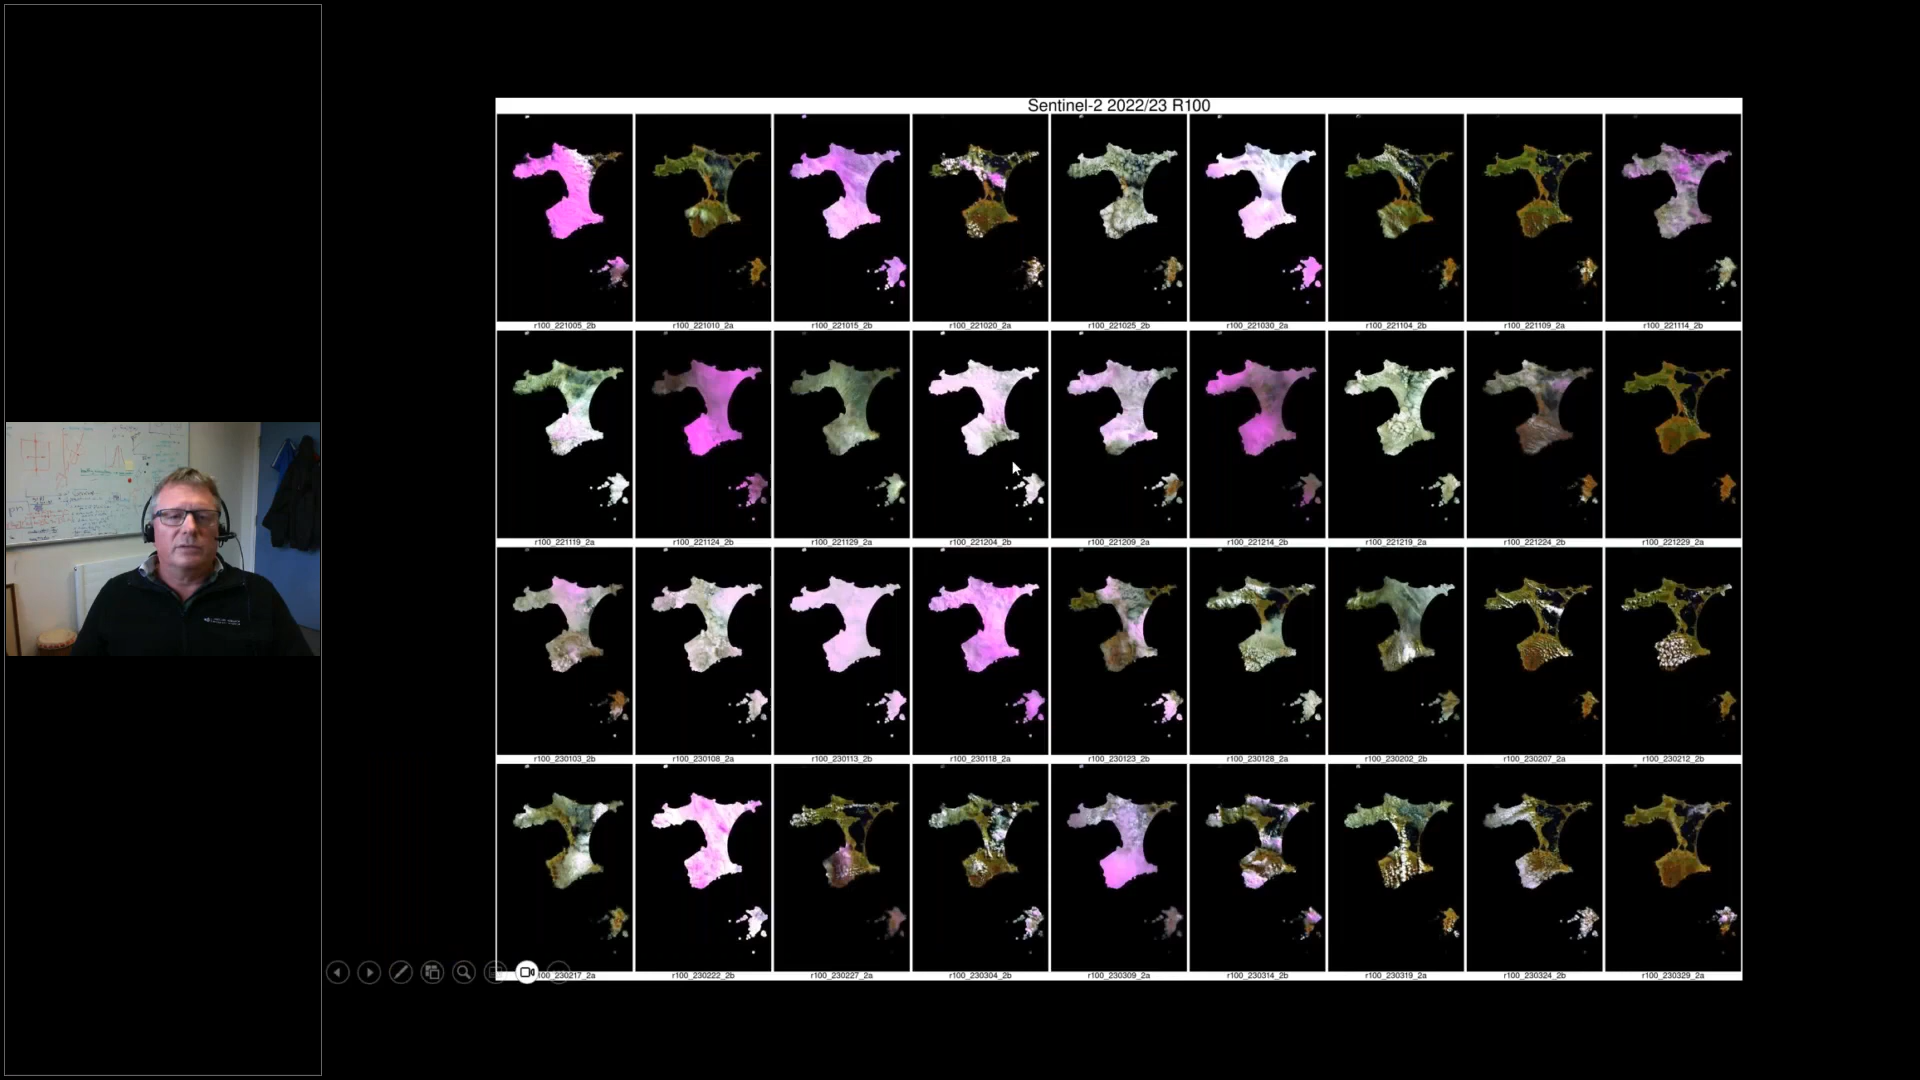 Sentinel-2 2022/23 R100
r100_221005_2b r100_221010_2a r100_221015_2b r100_221020_2a r100_221025_2b r100_221030_2a r100_221104_2b r100_221109_2a r100_221114_2b
r100_221119_2a r100_221124_2b r100_221129_2a r100_221204_2b r100_221209_2a r100_221214_2b r100_221219_2a r100_221224_2b r100_221229_2a
r100_230103_2b r100_230108_2a r100_230113_2b r100_230118_2a r100_230123_2b r100_230128_2a r100_230202_2b r100_230207_2a r100_230212_2b
100_230217_2a r100_230222_2b r100_230227_2a r100_230304_2b r100_230309_2a r100_230314_2b r100_230319_2a r100_230324_2b r100_230329_2a